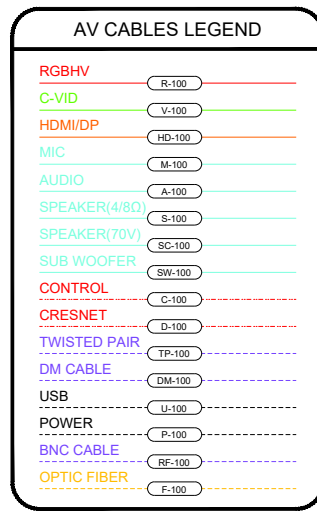 AV CABLES LEGEND
RGBHV
R-100
C-VID
V-100
HDMI/DP
HD-100
MIC
M-100
AUDIO
A-100
SPEAKER(4/8Ω)
S-100
SPEAKER(70V)
SC-100
SUB WOOFER
SW-100
CONTROL
C-100
CRESNET
D-100
TWISTED PAIR
TP-100
DM CABLE
DM-100
USB
U-100
POWER
P-100
BNC CABLE
RF-100
OPTIC FIBER
F-100